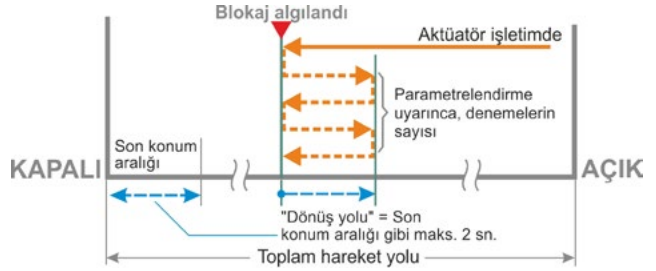 Blokaj algılandı
Aktüatör işletimde
Parametrelendirme
uyarınca, denemelerin
sayısı
Son konum
aralığı
KAPALI
AÇIK
"Dönüş yolu" = Son
konum aralığı gibi maks. 2 sn.
Toplam hareket yolu